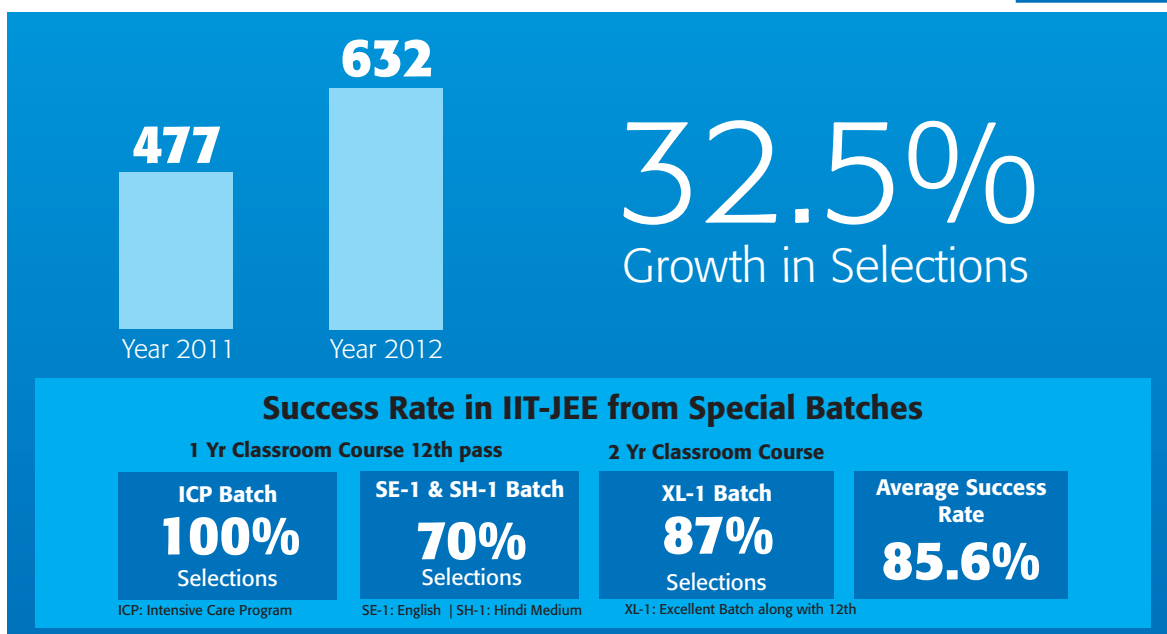 632
477
32.5%
Growth in Selections
Year 2011
Year 2012
Success Rate in IIT-JEE from Special Batches
1 Yr Classroom Course 12th pass
2 Yr Classroom Course
ICP Batch
100%
Selections
ICP: Intensive Care Program
SE-1 & SH-1 Batch
70%
Selections
SE-1: English | SH-1: Hindi Medium
XL-1 Batch
87%
Selections
XL-1: Excellent Batch along with 12th
Average Success
Rate
85.6%